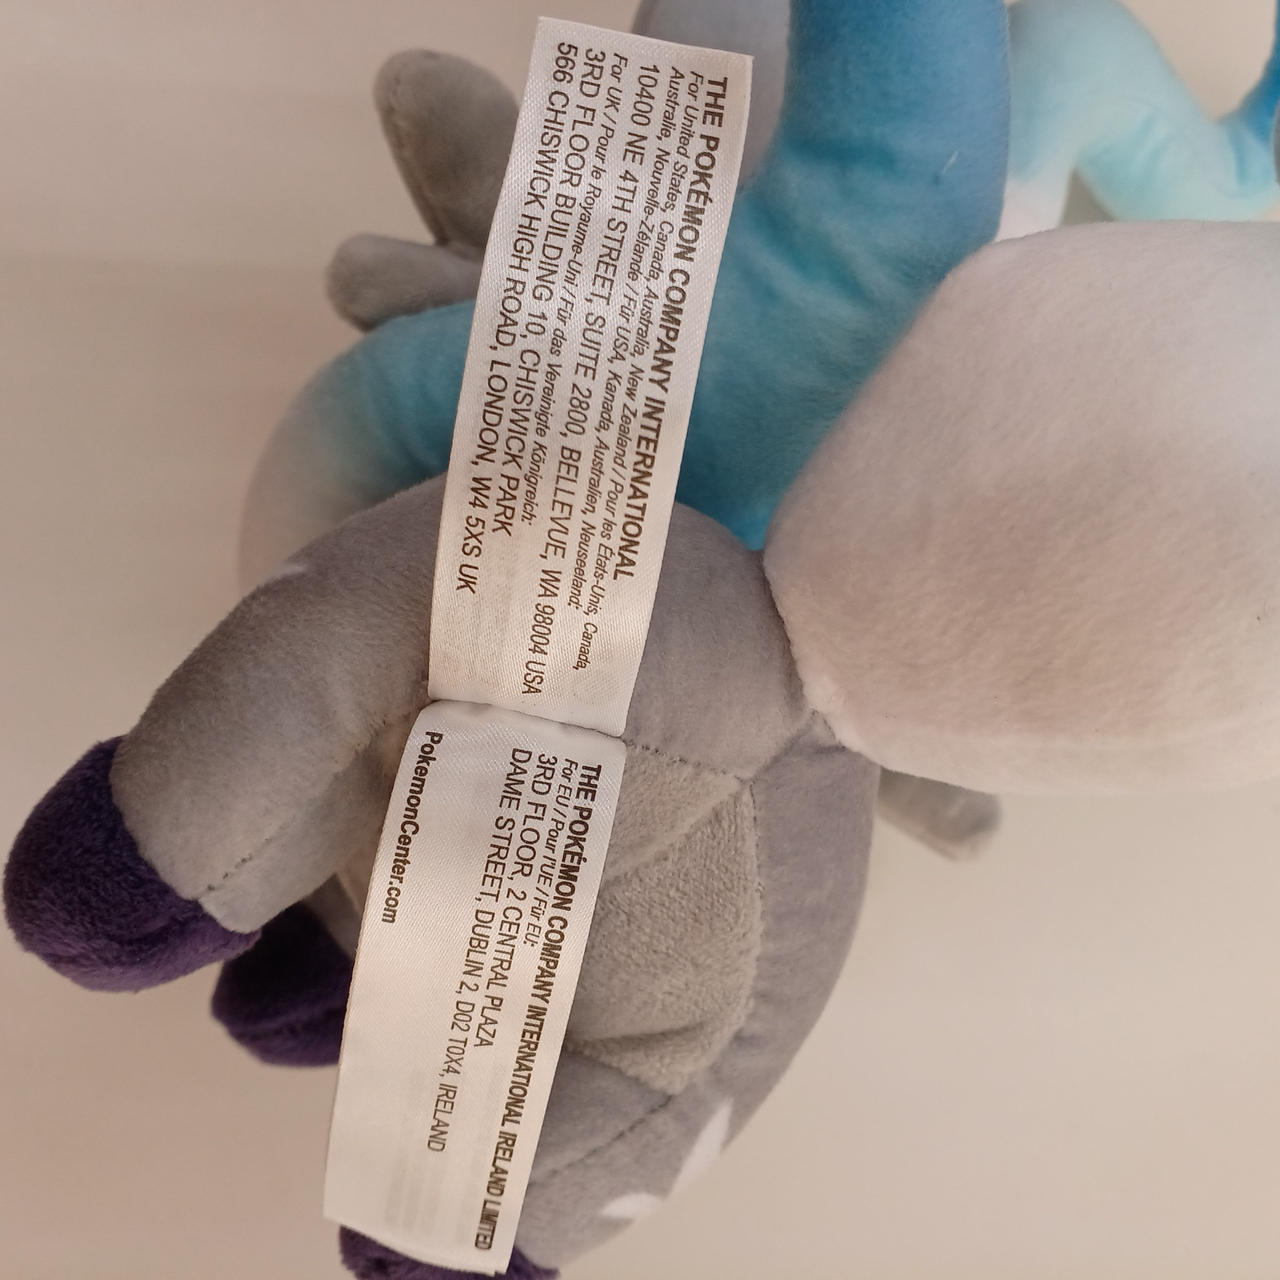 THE POKÉMON COMPANY INTERNATIONAL
For United States, Canada, Australia, New Zealand / Pour les États-Unis, Canada,
Australie, Nouvelle-Zélande / Für USA, Kanada, Australien, Neuseeland:
10400 NE 4TH STREET, SUITE 2800, BELLEVUE, WA 98004 USA
For UK / Pour le Royaume-Uni / Für das Vereinigte Königreich:
3RD FLOOR BUILDING 10, CHISWICK PARK
566 CHISWICK HIGH ROAD, LONDON, W4 5XS UK
THE POKÉMON COMPANY INTERNATIONAL IRELAND LIMITED
For EU / Pour l'UE / Für EU:
3RD FLOOR, 2 CENTRAL PLAZA
DAME STREET, DUBLIN 2, D02 T0X4, IRELAND
PokemonCenter.com